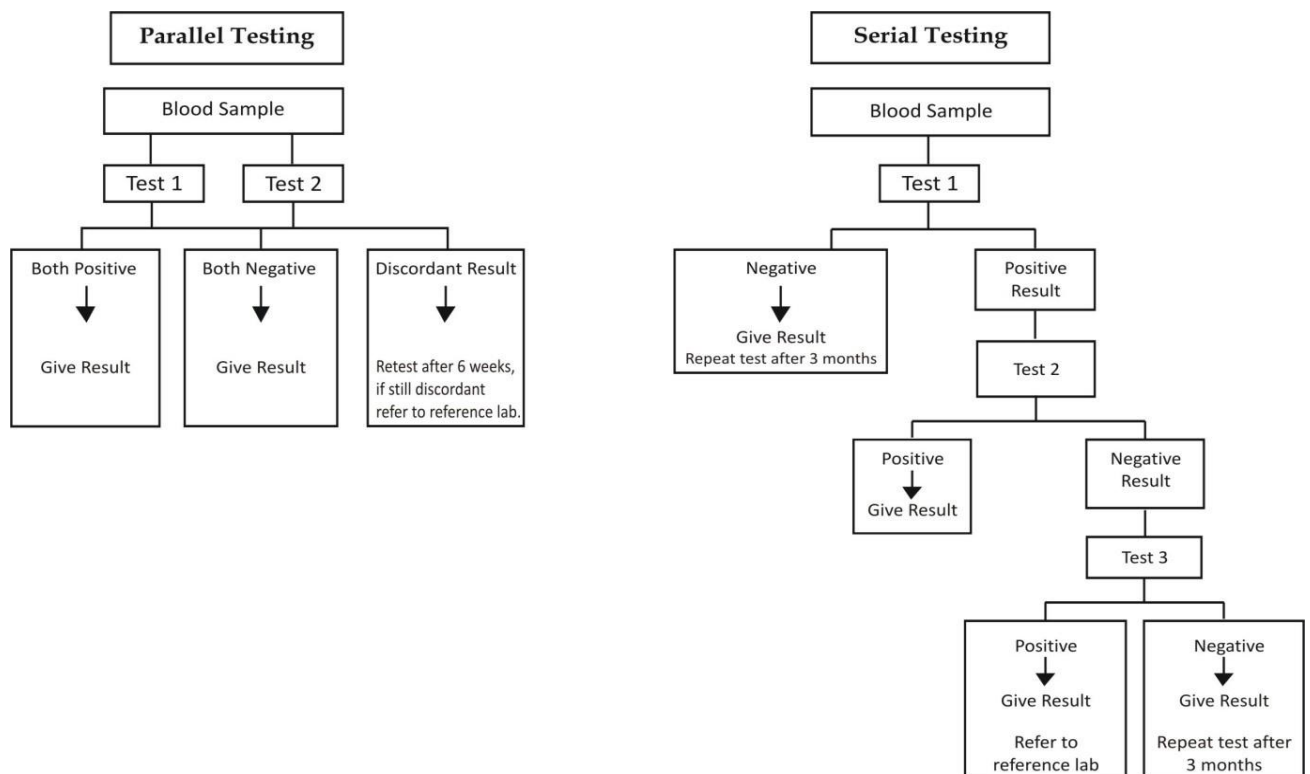 Parallel Testing
Blood Sample
Test 1
Test 2
Both Positive
Give Result
Both Negative
Give Result
Discordant Result
Retest after 6 weeks,
if still discordant
refer to reference lab.
Serial Testing
Blood Sample
Test 1
Negative
Give Result
Repeat test after 3 months
Positive
Result
Test 2
Positive
Give Result
Negative
Result
Test 3
Positive
Give Result
Refer to
reference lab
Negative
Give Result
Repeat test after
3 months